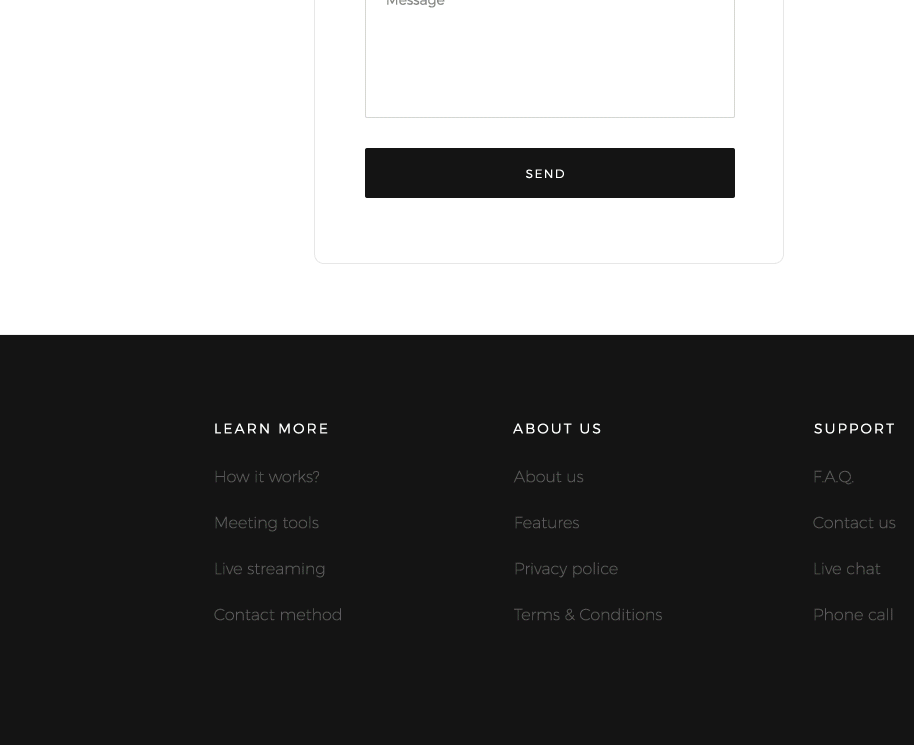 Message
SEND
LEARN MORE
How it works?
Meeting tools
Live streaming
Contact method
ABOUT US
About us
Features
Privacy police
Terms & Conditions
SUPPORT
F.A.Q.
Contact us
Live chat
Phone call